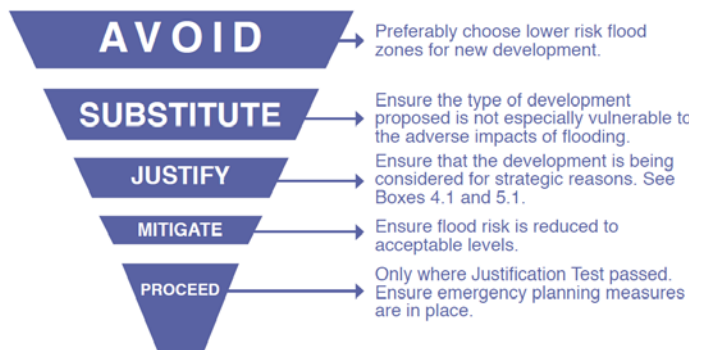 AVOID
Preferably choose lower risk flood
zones for new development.
SUBSTITUTE
Ensure the type of development
proposed is not especially vulnerable to
the adverse impacts of flooding.
JUSTIFY
Ensure that the development is being
considered for strategic reasons. See
Boxes 4.1 and 5.1.
MITIGATE
Ensure flood risk is reduced to
acceptable levels.
PROCEED
Only where Justification Test passed.
Ensure emergency planning measures
are in place.